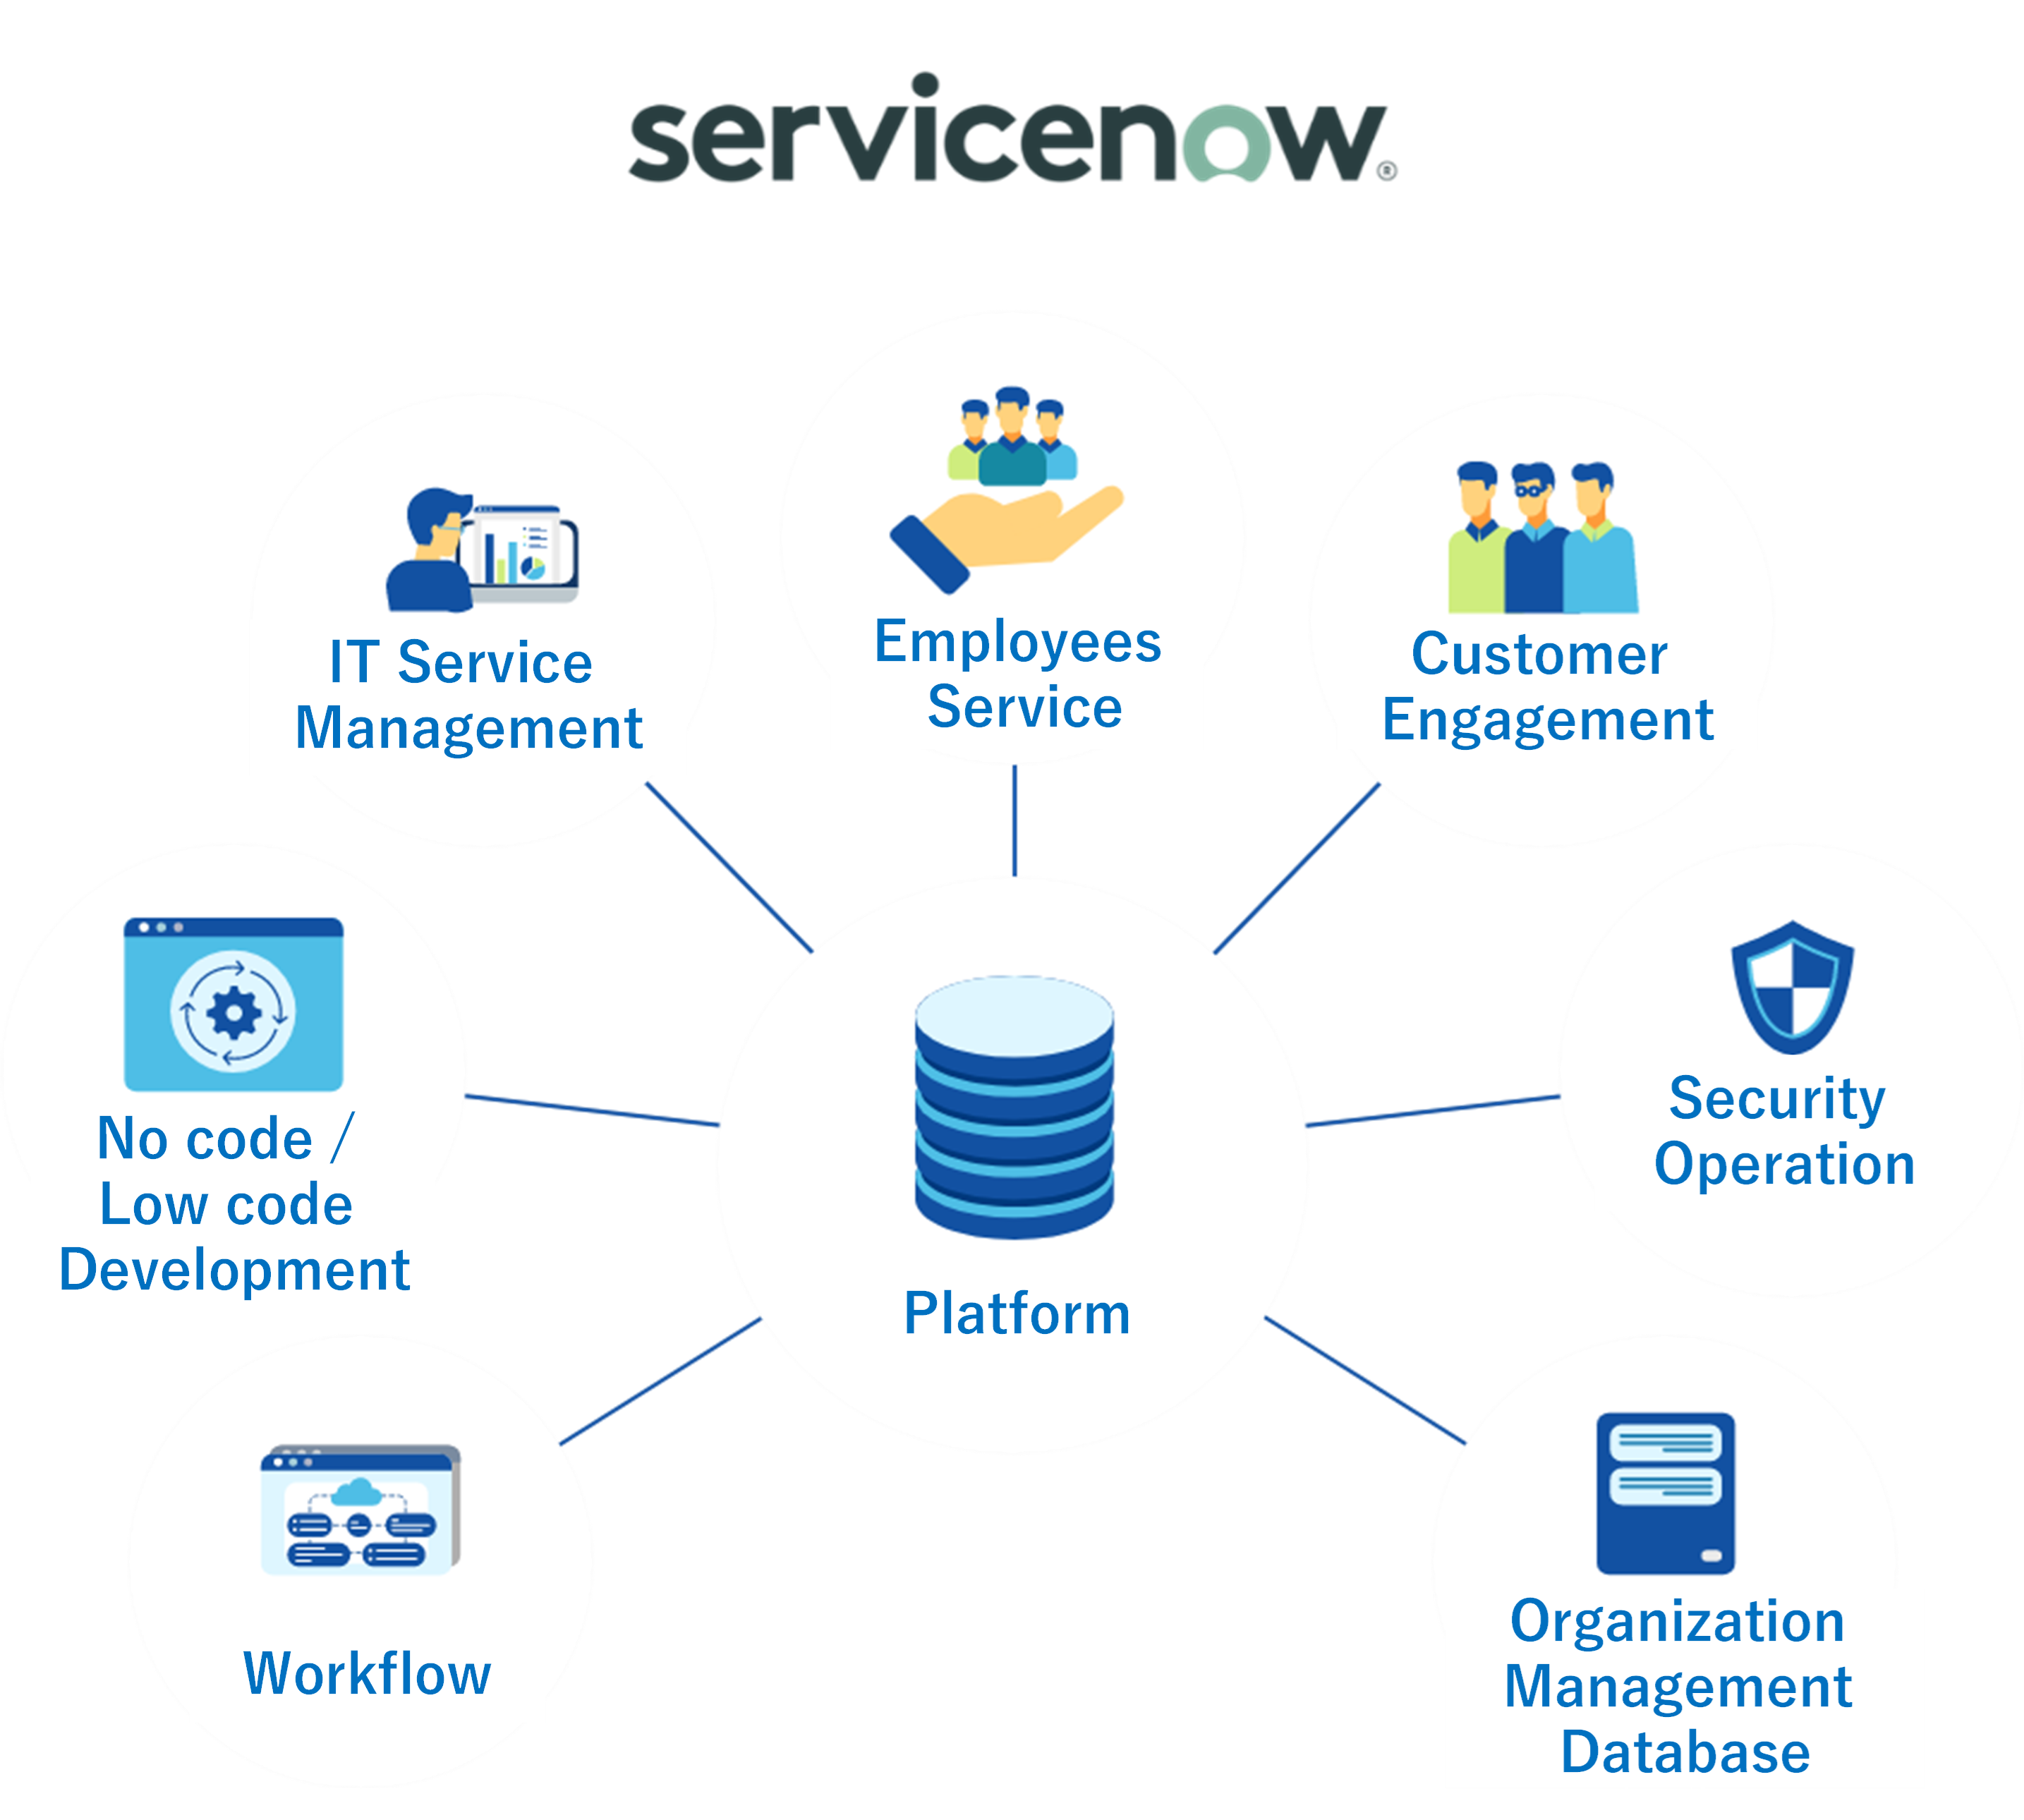 servicenow®
Employees
Service
IT Service
Management
Customer
Engagement
No code /
Low code
Development
Security
Operation
Platform
Workflow
Organization
Management
Database